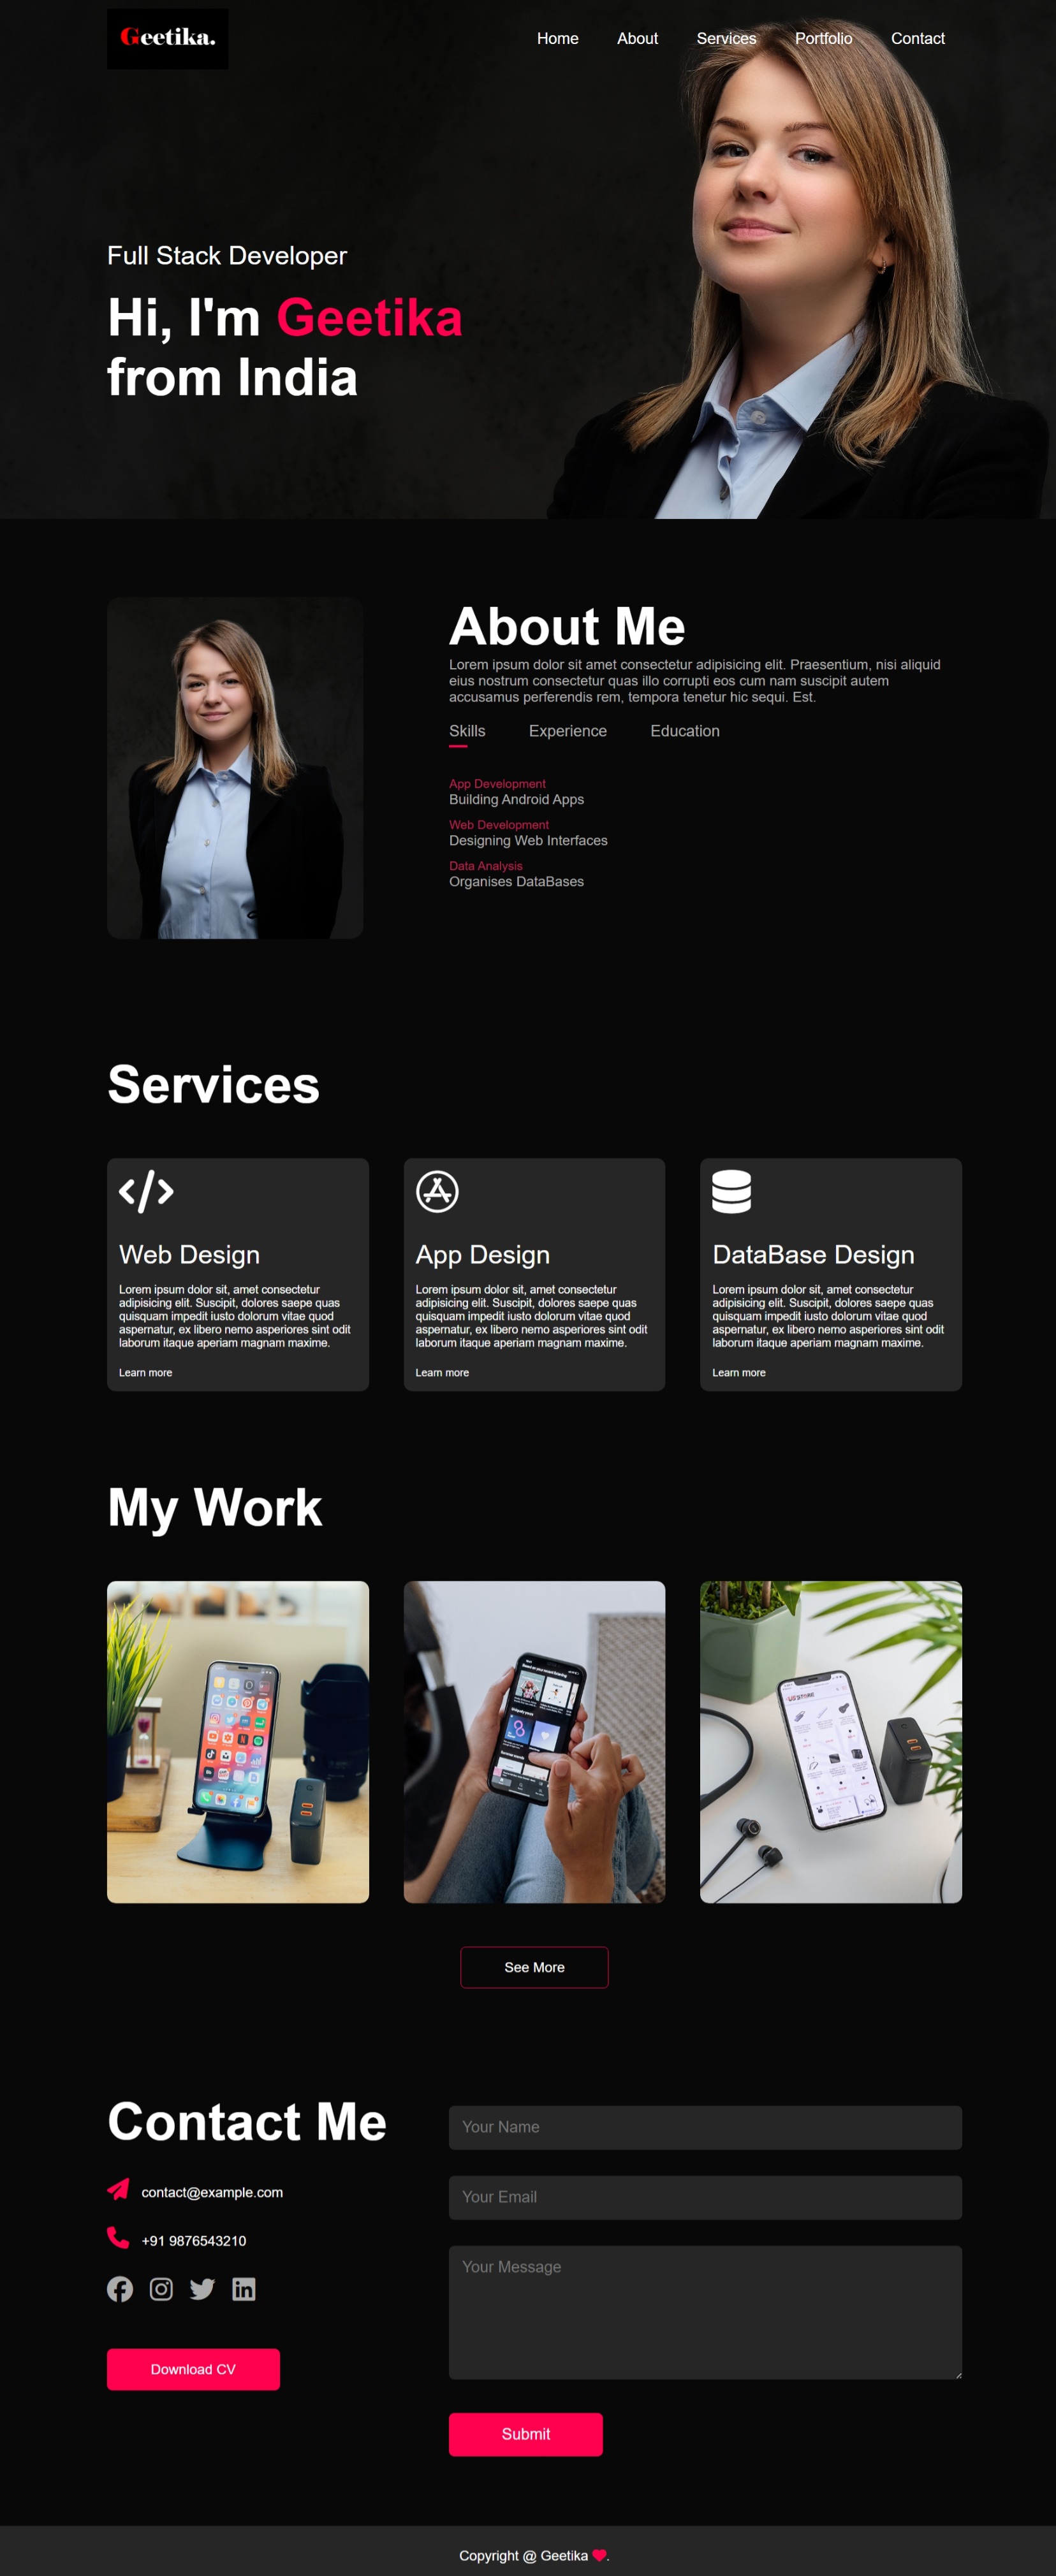 Geetika.
Home About Services Portfolio Contact
Full Stack Developer
Hi, I'm Geetika
from India
About Me
Lorem ipsum dolor sit amet consectetur adipisicing elit. Praesentium, nisi aliquid
eius nostrum consectetur quas illo corrupti eos cum nam suscipit autem
accusamus perferendis rem, tempora tenetur hic sequi. Est.
Skills Experience Education
App Development
Building Android Apps
Web Development
Designing Web Interfaces
Data Analysis
Organises DataBases
Services
Web Design
Lorem ipsum dolor sit, amet consectetur
adipisicing elit. Suscipit, dolores saepe quas
quisquam impedit iusto dolorum vitae quod
aspernatur, ex libero nemo asperiores sint odit
laborum itaque aperiam magnam maxime.
Learn more
App Design
Lorem ipsum dolor sit, amet consectetur
adipisicing elit. Suscipit, dolores saepe quas
quisquam impedit iusto dolorum vitae quod
aspernatur, ex libero nemo asperiores sint odit
laborum itaque aperiam magnam maxime.
Learn more
DataBase Design
Lorem ipsum dolor sit, amet consectetur
adipisicing elit. Suscipit, dolores saepe quas
quisquam impedit iusto dolorum vitae quod
aspernatur, ex libero nemo asperiores sint odit
laborum itaque aperiam magnam maxime.
Learn more
My Work
See More
Contact Me
contact@example.com
+91 9876543210
Download CV
Your Name
Your Email
Your Message
Submit
Copyright @ Geetika ❤.